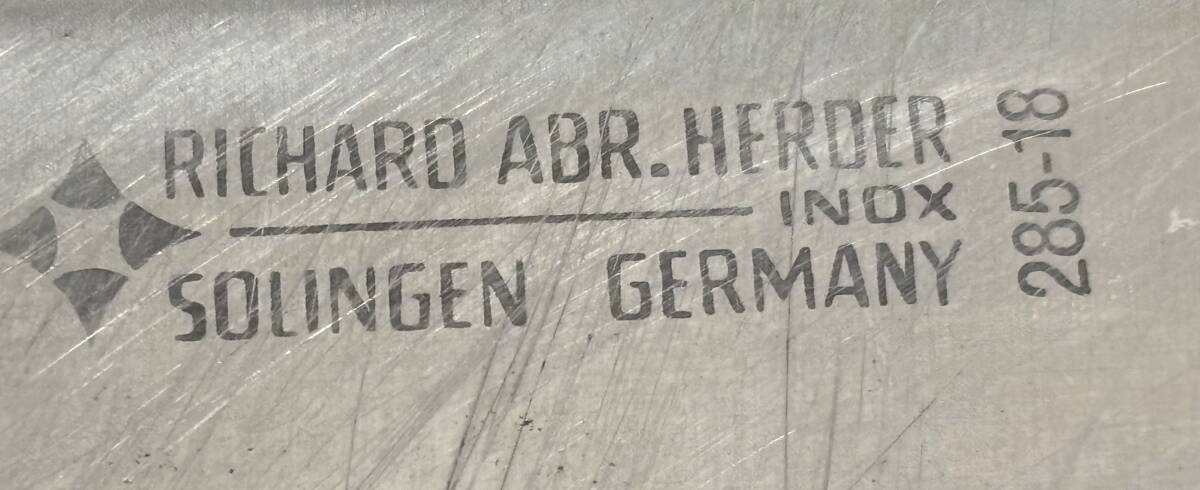 RICHARD ABR. HERDER
INOX
SOLINGEN GERMANY
285-18